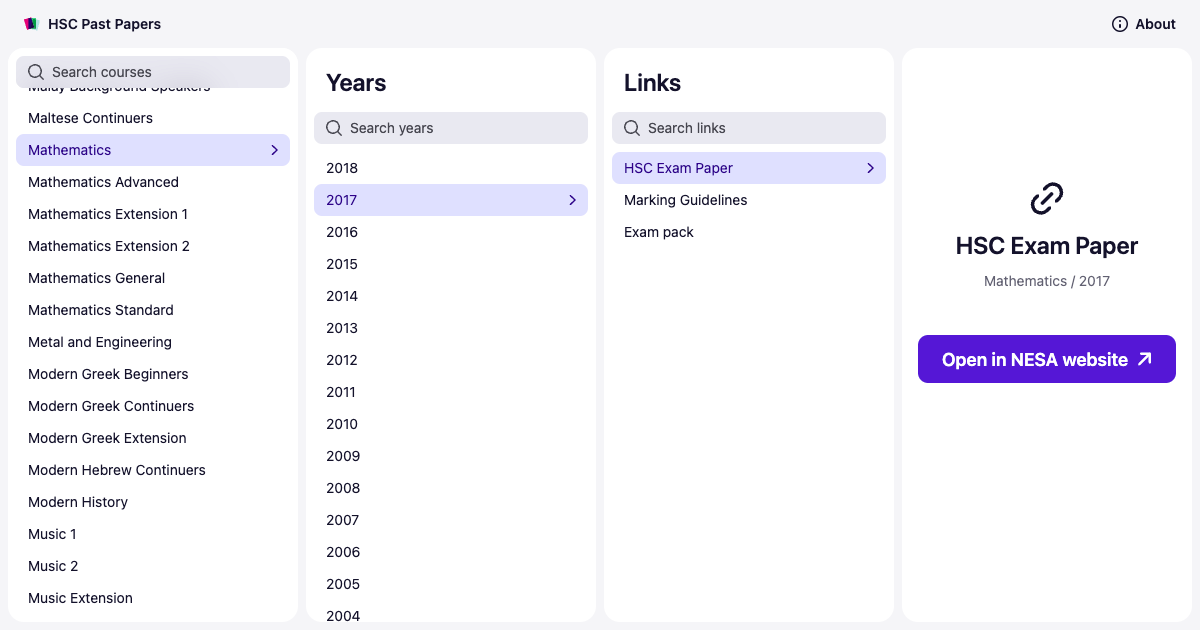 HSC Past Papers
About
Search courses
Malay Background Speakers
Maltese Continuers
Mathematics
Mathematics Advanced
Mathematics Extension 1
Mathematics Extension 2
Mathematics General
Mathematics Standard
Metal and Engineering
Modern Greek Beginners
Modern Greek Continuers
Modern Greek Extension
Modern Hebrew Continuers
Modern History
Music 1
Music 2
Music Extension
Years
Search years
2018
2017
2016
2015
2014
2013
2012
2011
2010
2009
2008
2007
2006
2005
2004
Links
Search links
HSC Exam Paper
Marking Guidelines
Exam pack
HSC Exam Paper
Mathematics / 2017
Open in NESA website